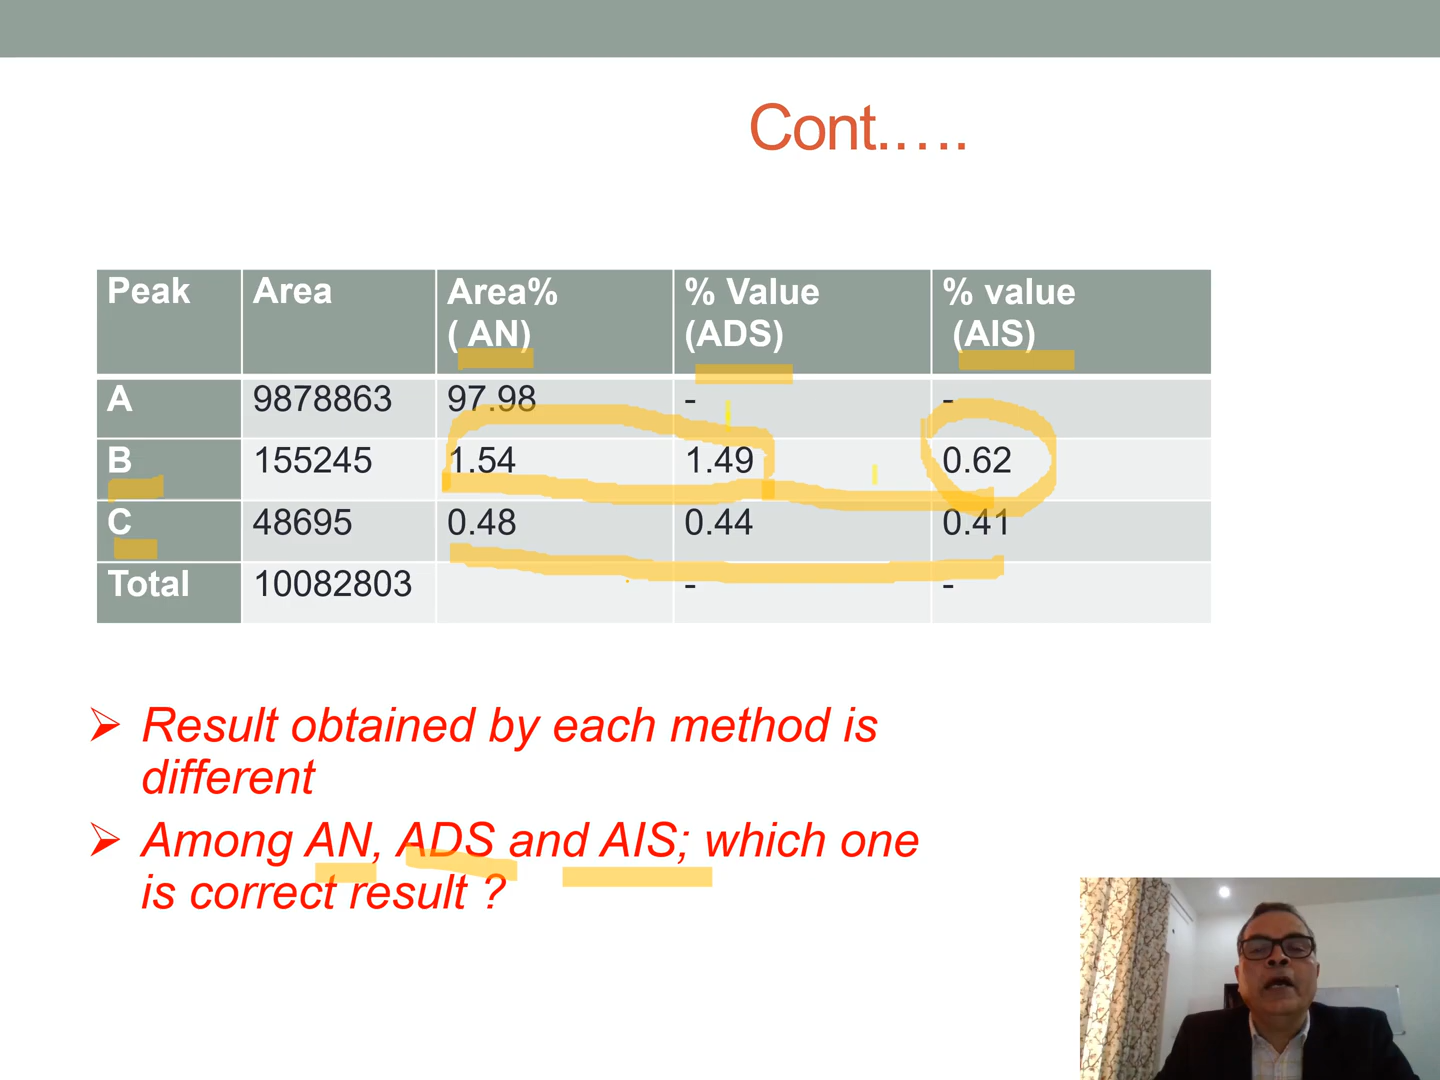 Cont......
Peak Area Area% % Value % value
( AN) (ADS) (AIS)
A 9878863 97.98 - -
B 155245 1.54 1.49 0.62
C 48695 0.48 0.44 0.41
Total 10082803 - -
➢ Result obtained by each method is
different
➢ Among AN, ADS and AIS; which one
is correct result ?